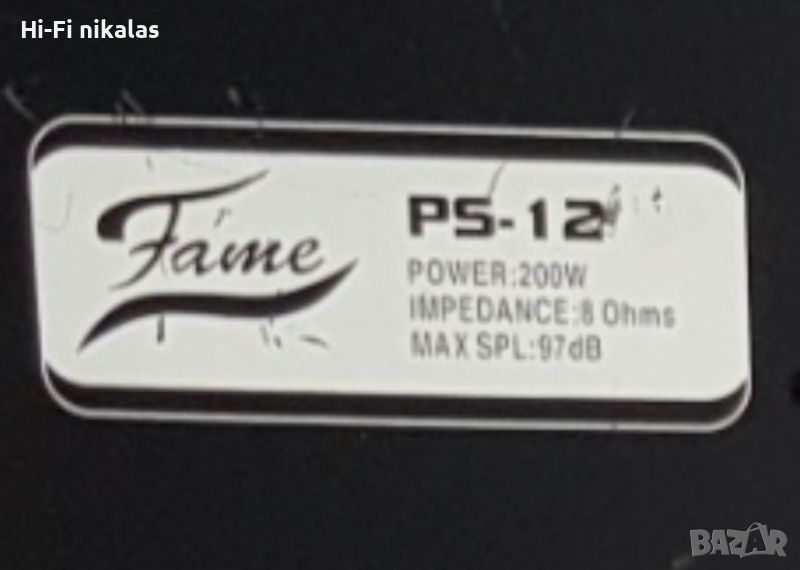 Hi-Fi nikalas
Fame
PS-12
POWER:200W
IMPEDANCE:8 Ohms
MAX SPL:97dB
BAZAR